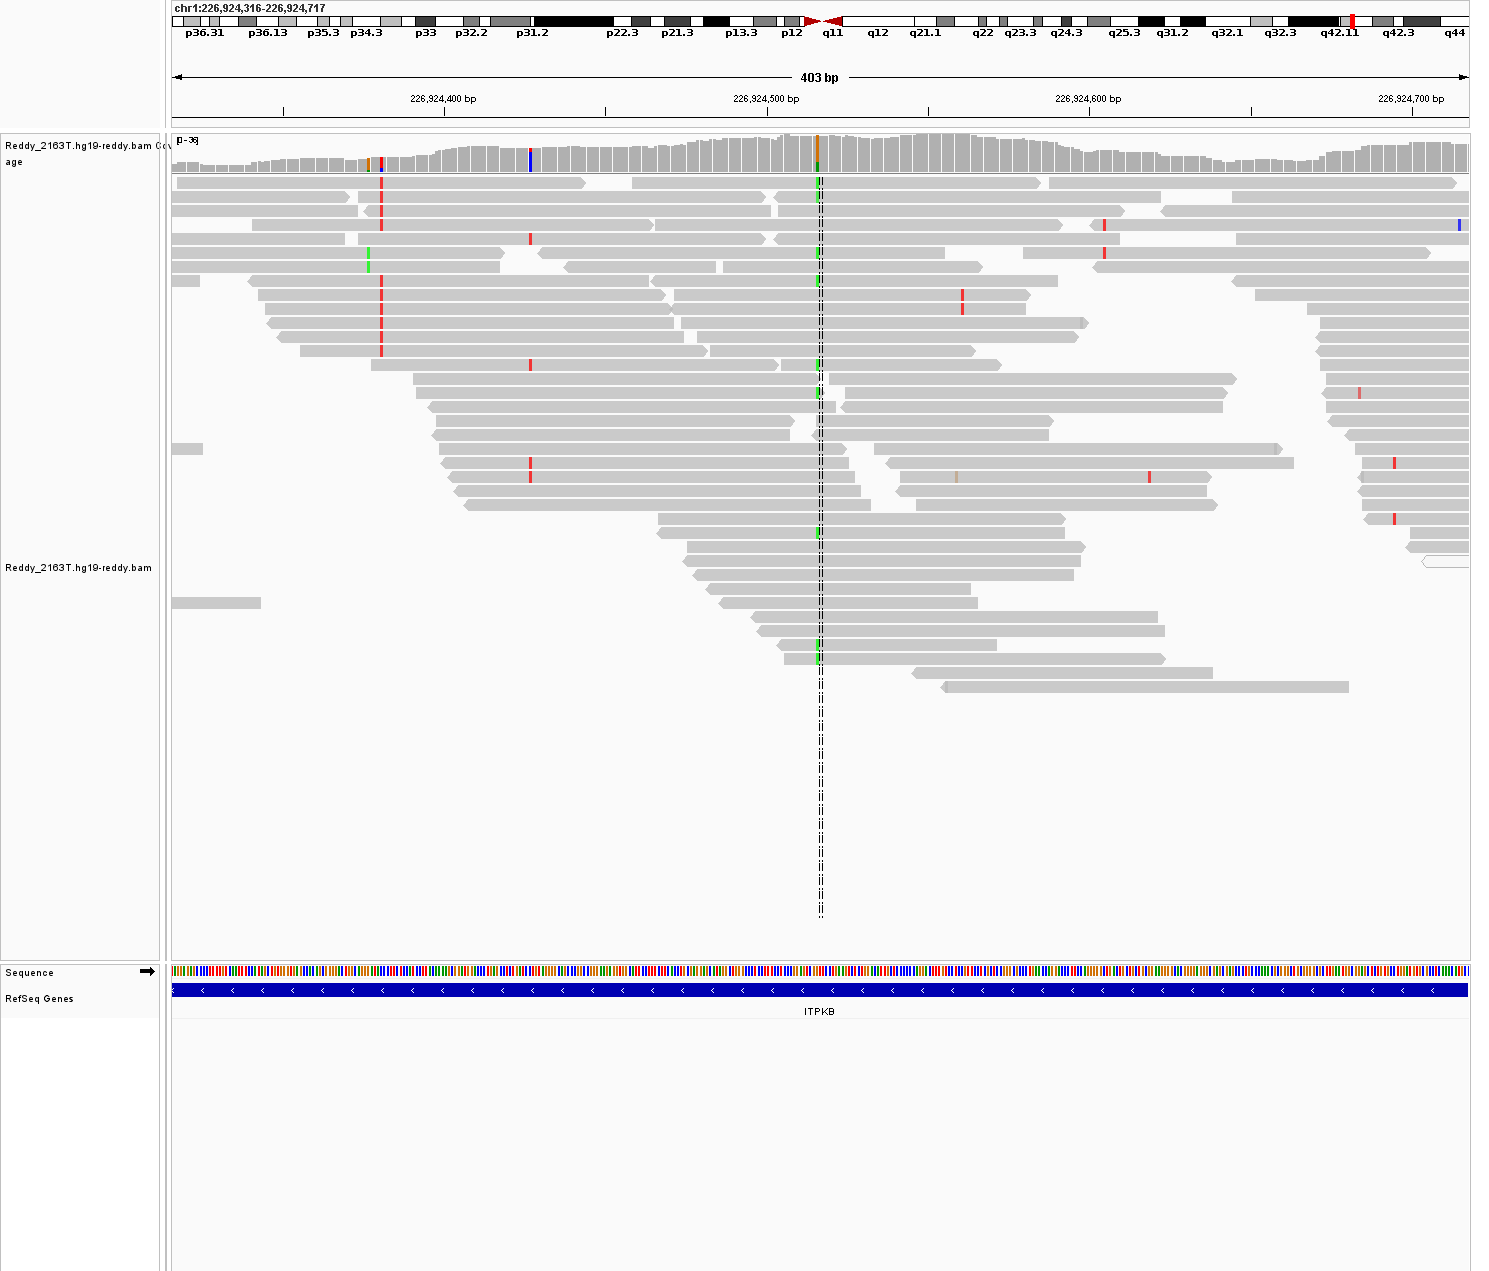 chr1:226,924,316-226,924,717
p36.31 p36.13 p35.3 p34.3 p33 p32.2 p31.2 p22.3 p21.3 p13.3 p12 q11 q12 q21.1 q22 q23.3 q24.3 q25.3 q31.2 q32.1 q32.3 q42.11 q42.3 q44
403 bp
226,924,400 bp 226,924,500 bp 226,924,600 bp 226,924,700 bp
Reddy_2163T.hg19-reddy.bam Cov
age
[0-36]
Reddy_2163T.hg19-reddy.bam
Sequence
RefSeq Genes
ITPKB